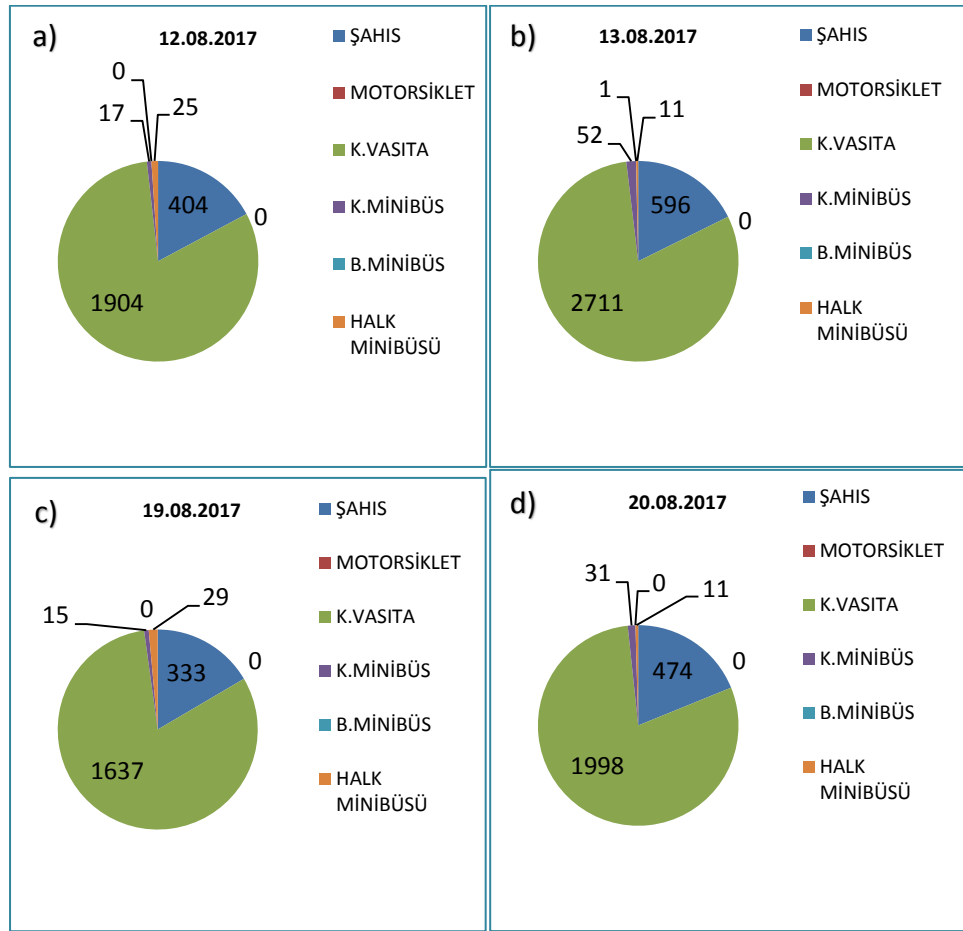 a)
12.08.2017
0
17
25
404
0
1904
ŞAHIS
MOTORSİKLET
K.VASITA
K.MİNİBÜS
B.MİNİBÜS
HALK
MİNİBÜSÜ
b)
13.08.2017
1
52
11
596
0
2711
ŞAHIS
MOTORSİKLET
K.VASITA
K.MİNİBÜS
B.MİNİBÜS
HALK
MİNİBÜSÜ
c)
19.08.2017
15
0
29
333
0
1637
ŞAHIS
MOTORSİKLET
K.VASITA
K.MİNİBÜS
B.MİNİBÜS
HALK
MİNİBÜSÜ
d)
20.08.2017
31
0
11
474
0
1998
ŞAHIS
MOTORSİKLET
K.VASITA
K.MİNİBÜS
B.MİNİBÜS
HALK
MİNİBÜSÜ